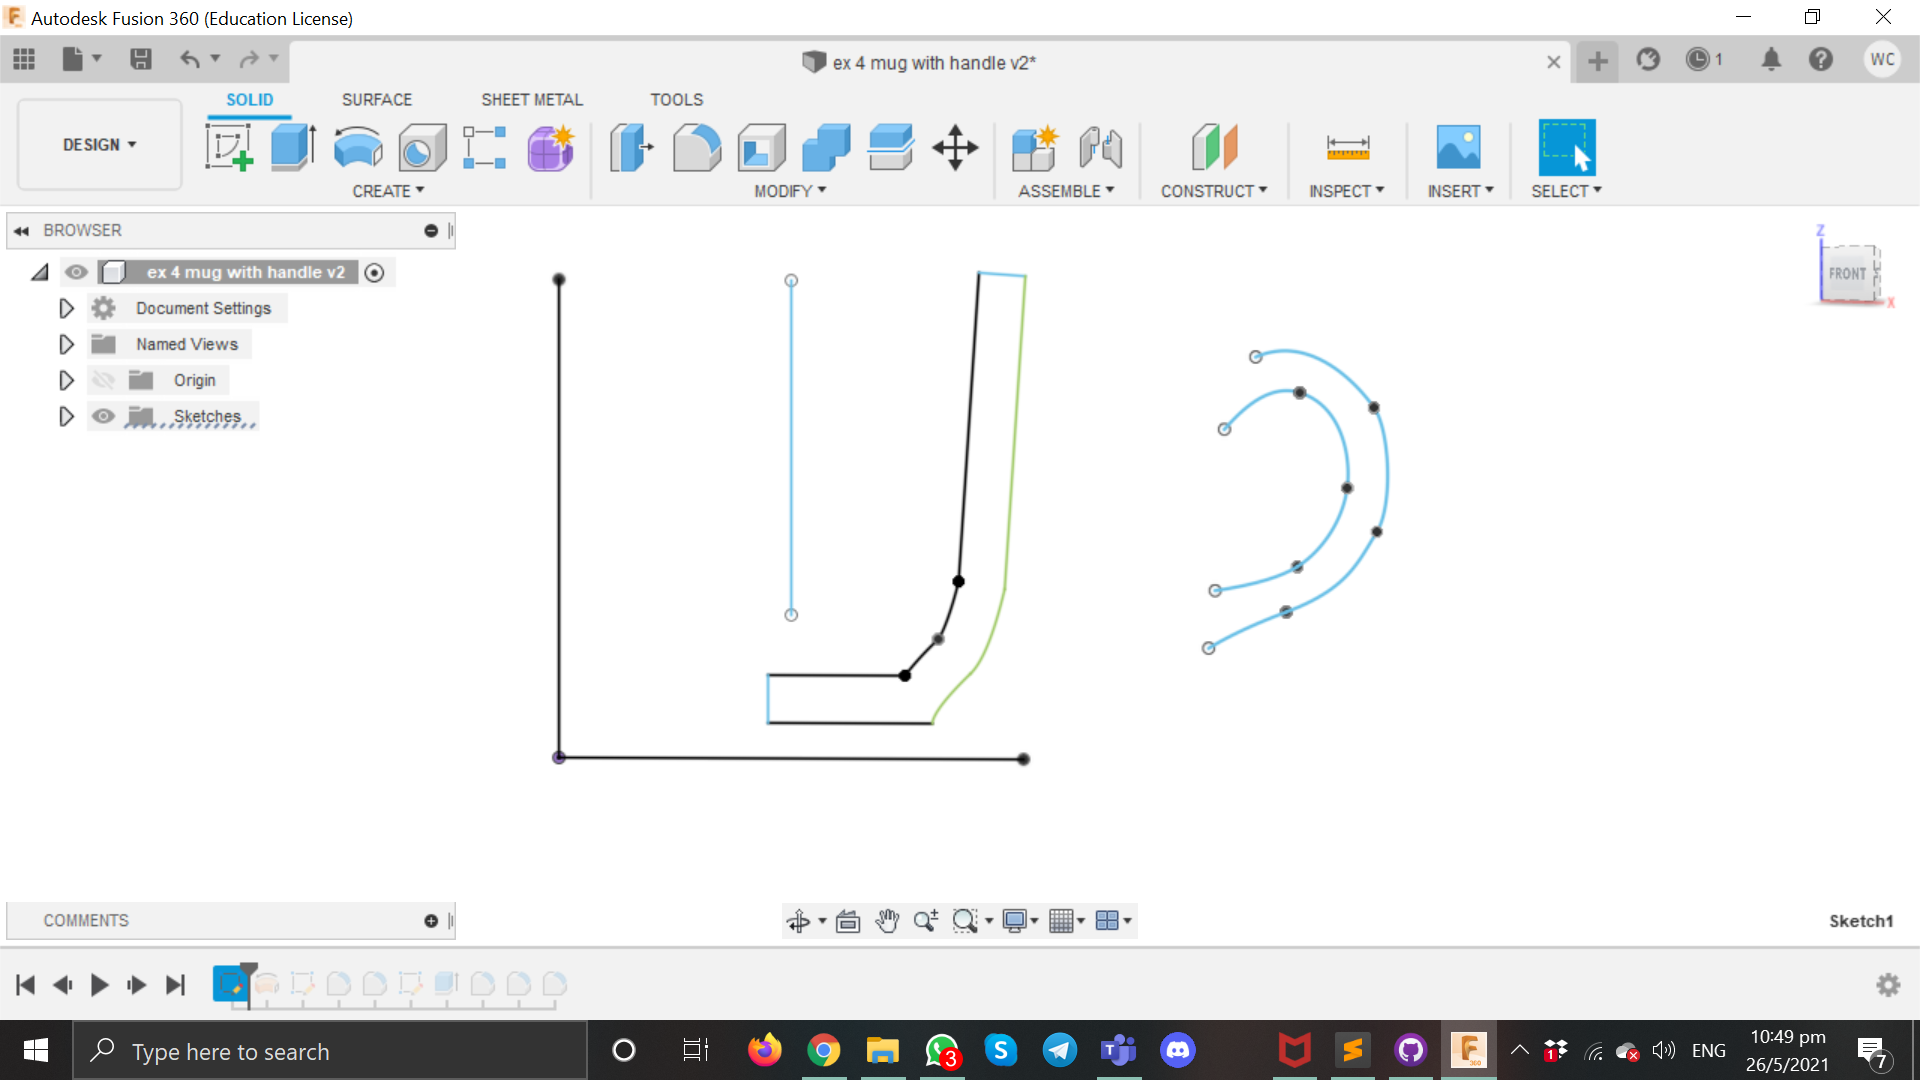 Autodesk Fusion 360 (Education License)
ex 4 mug with handle v2*
1
WC
SOLID
SURFACE
SHEET METAL
TOOLS
DESIGN
CREATE
MODIFY
ASSEMBLE
CONSTRUCT
INSPECT
INSERT
SELECT
BROWSER
ex 4 mug with handle v2
Document Settings
Named Views
Origin
Sketches
Z
FRONT
X
COMMENTS
Sketch1
Type here to search
3
1
ENG
10:49 pm
26/5/2021
7